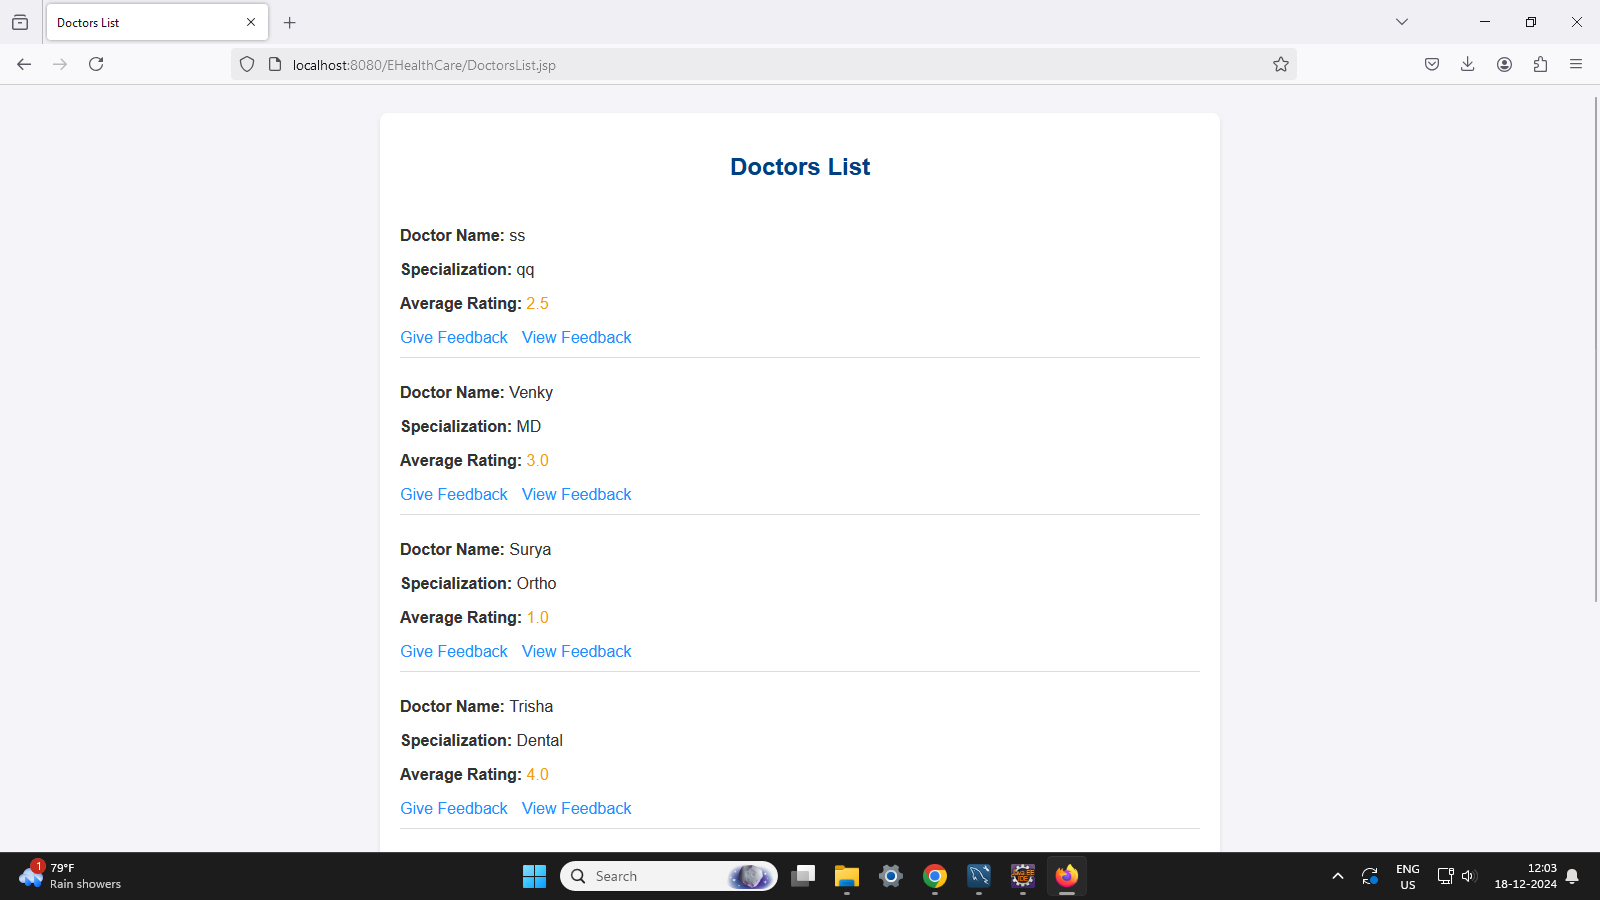 Doctors List
localhost:8080/EHealthCare/DoctorsList.jsp
Doctors List
Doctor Name: ss
Specialization: qq
Average Rating: 2.5
Give Feedback View Feedback
Doctor Name: Venky
Specialization: MD
Average Rating: 3.0
Give Feedback View Feedback
Doctor Name: Surya
Specialization: Ortho
Average Rating: 1.0
Give Feedback View Feedback
Doctor Name: Trisha
Specialization: Dental
Average Rating: 4.0
Give Feedback View Feedback
1
79°F
Rain showers
Search
Java EE
IDE
ENG
US
12:03
18-12-2024